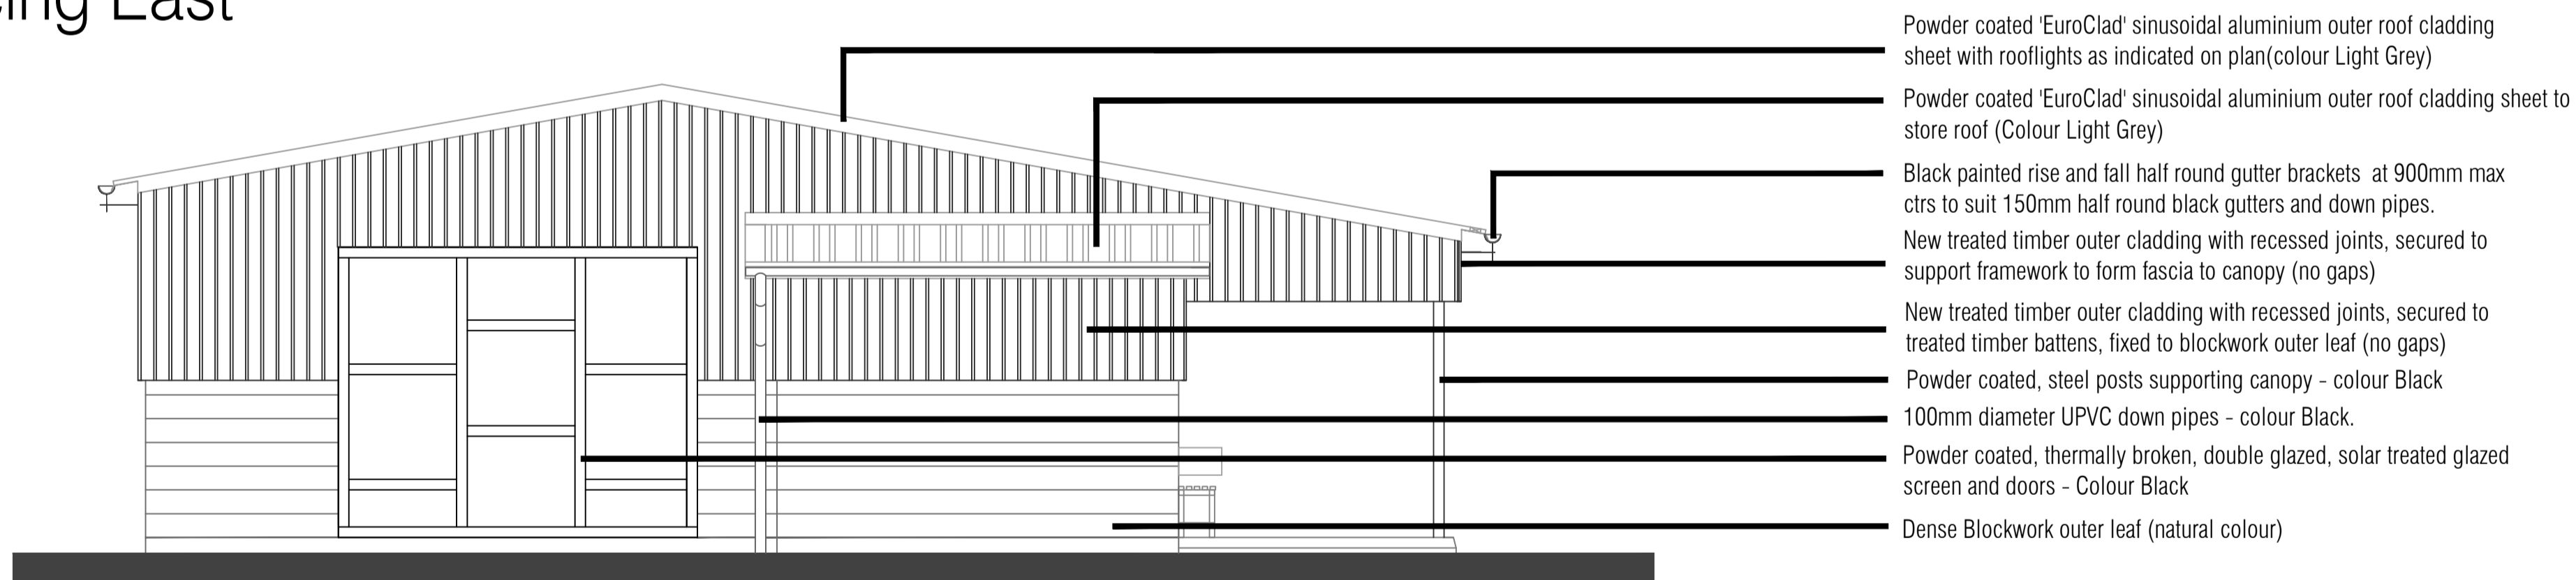 East
Powder coated 'EuroClad' sinusoidal aluminium outer roof cladding
sheet with rooflights as indicated on plan(colour Light Grey)
Powder coated 'EuroClad' sinusoidal aluminium outer roof cladding sheet to
store roof (Colour Light Grey)
Black painted rise and fall half round gutter brackets at 900mm max
ctrs to suit 150mm half round black gutters and down pipes.
New treated timber outer cladding with recessed joints, secured to
support framework to form fascia to canopy (no gaps)
New treated timber outer cladding with recessed joints, secured to
treated timber battens, fixed to blockwork outer leaf (no gaps)
Powder coated, steel posts supporting canopy - colour Black
100mm diameter UPVC down pipes - colour Black.
Powder coated, thermally broken, double glazed, solar treated glazed
screen and doors - Colour Black
Dense Blockwork outer leaf (natural colour)